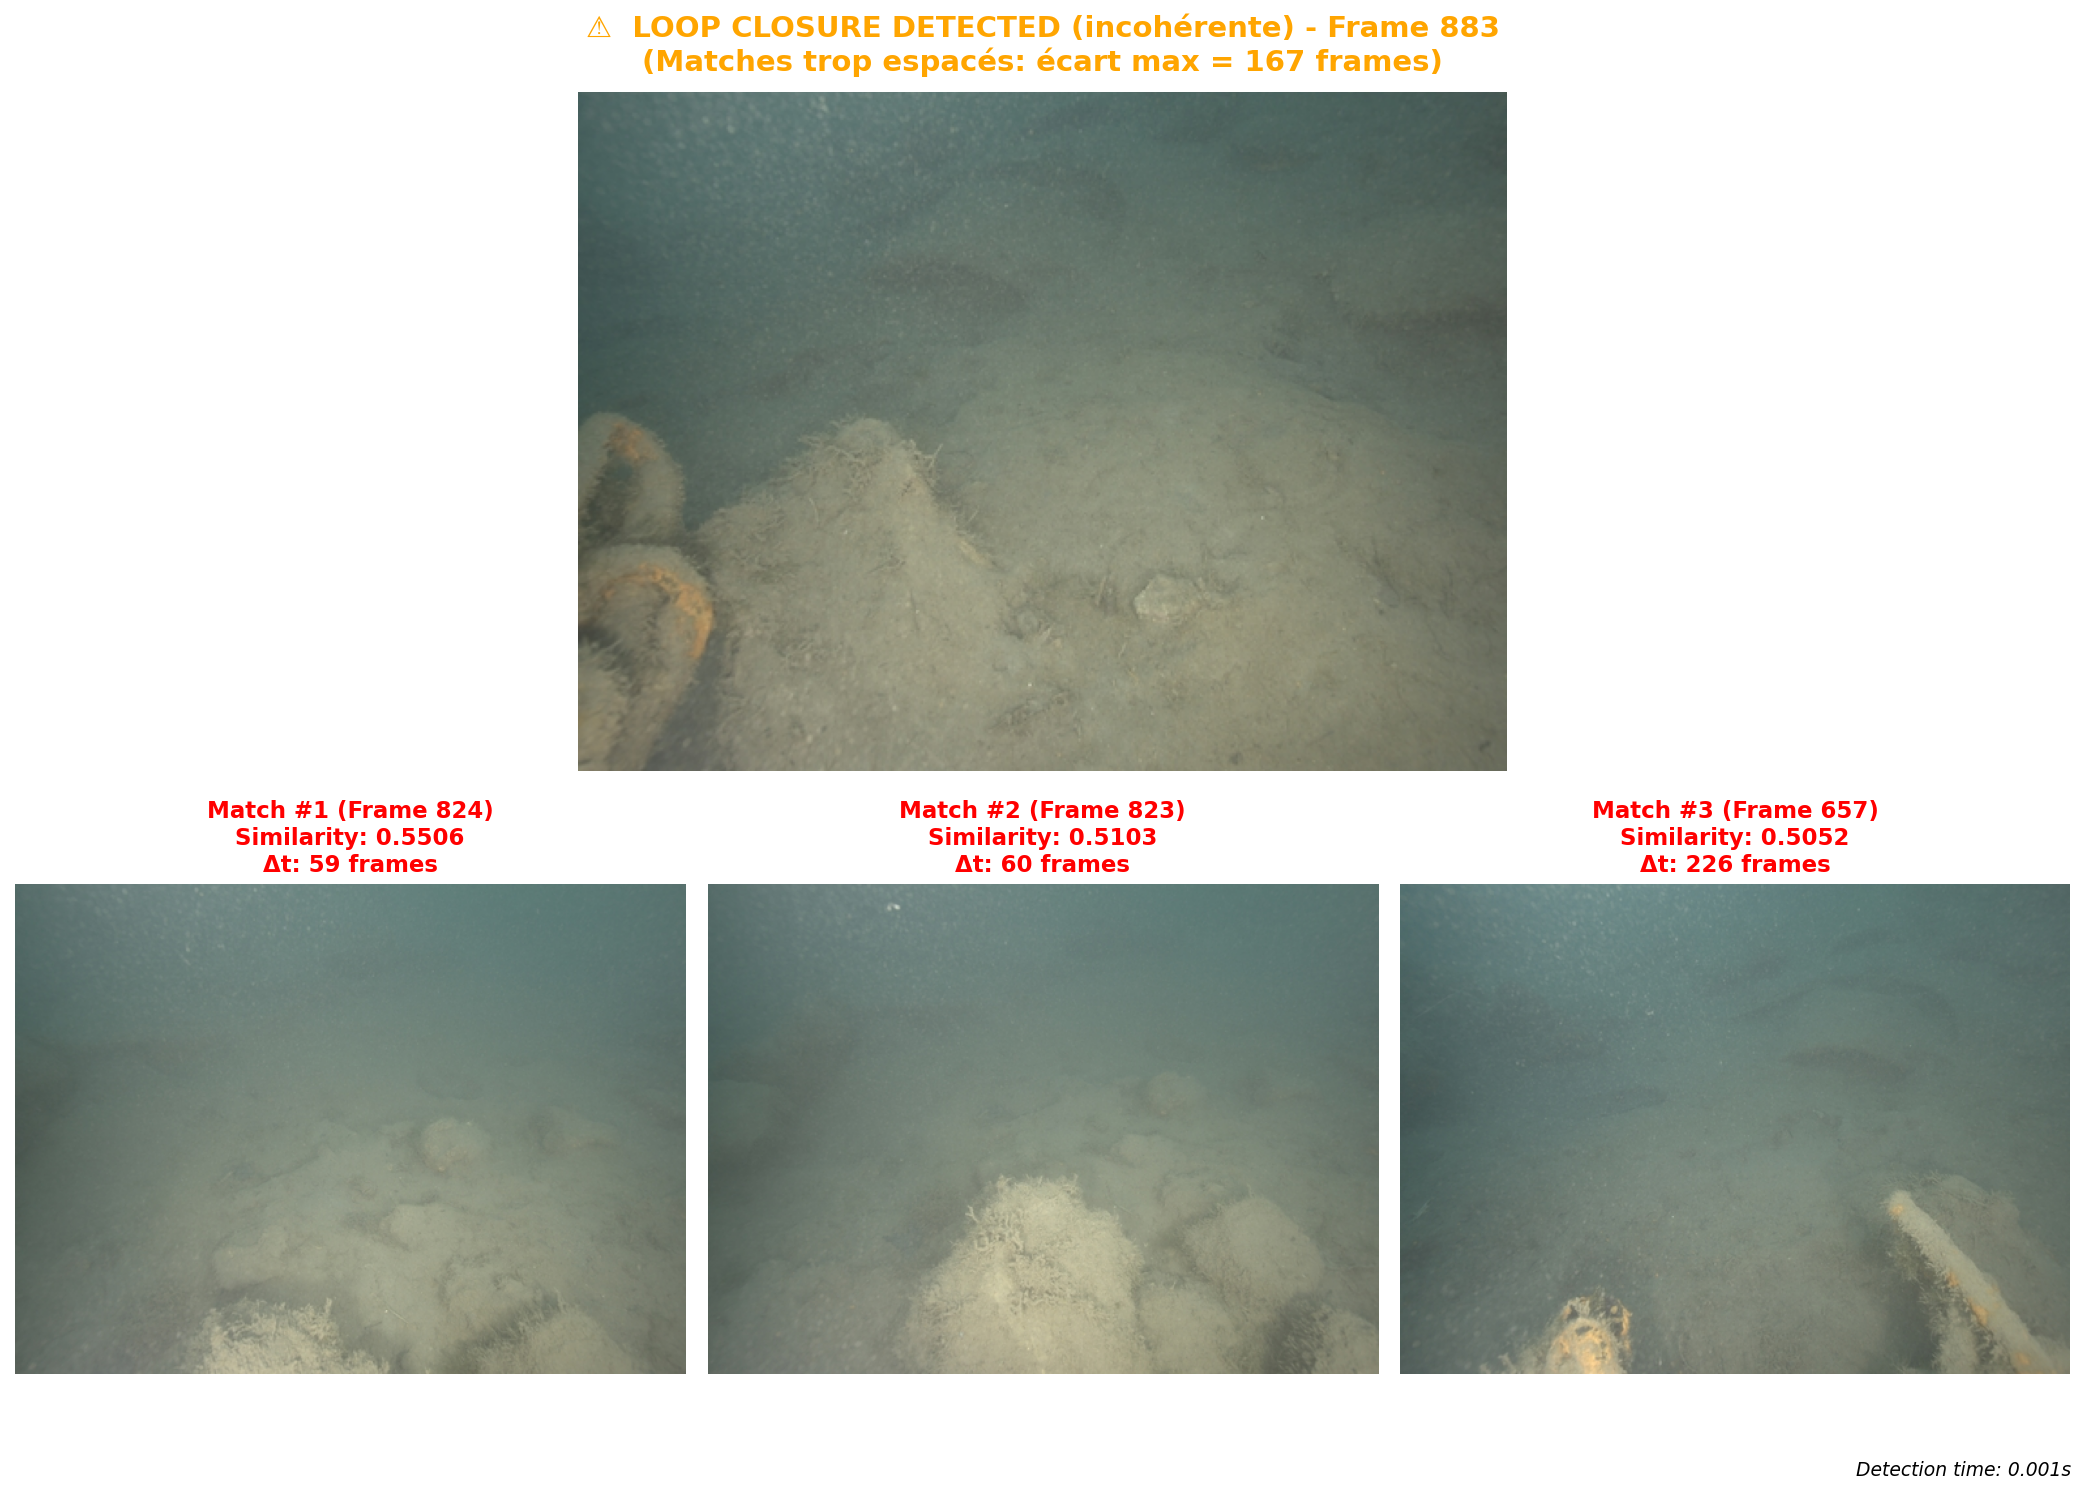 ⚠ LOOP CLOSURE DETECTED (incohérente) - Frame 883
(Matches trop espacés: écart max = 167 frames)
Match #1 (Frame 824)
Similarity: 0.5506
Δt: 59 frames
Match #2 (Frame 823)
Similarity: 0.5103
Δt: 60 frames
Match #3 (Frame 657)
Similarity: 0.5052
Δt: 226 frames
Detection time: 0.001s